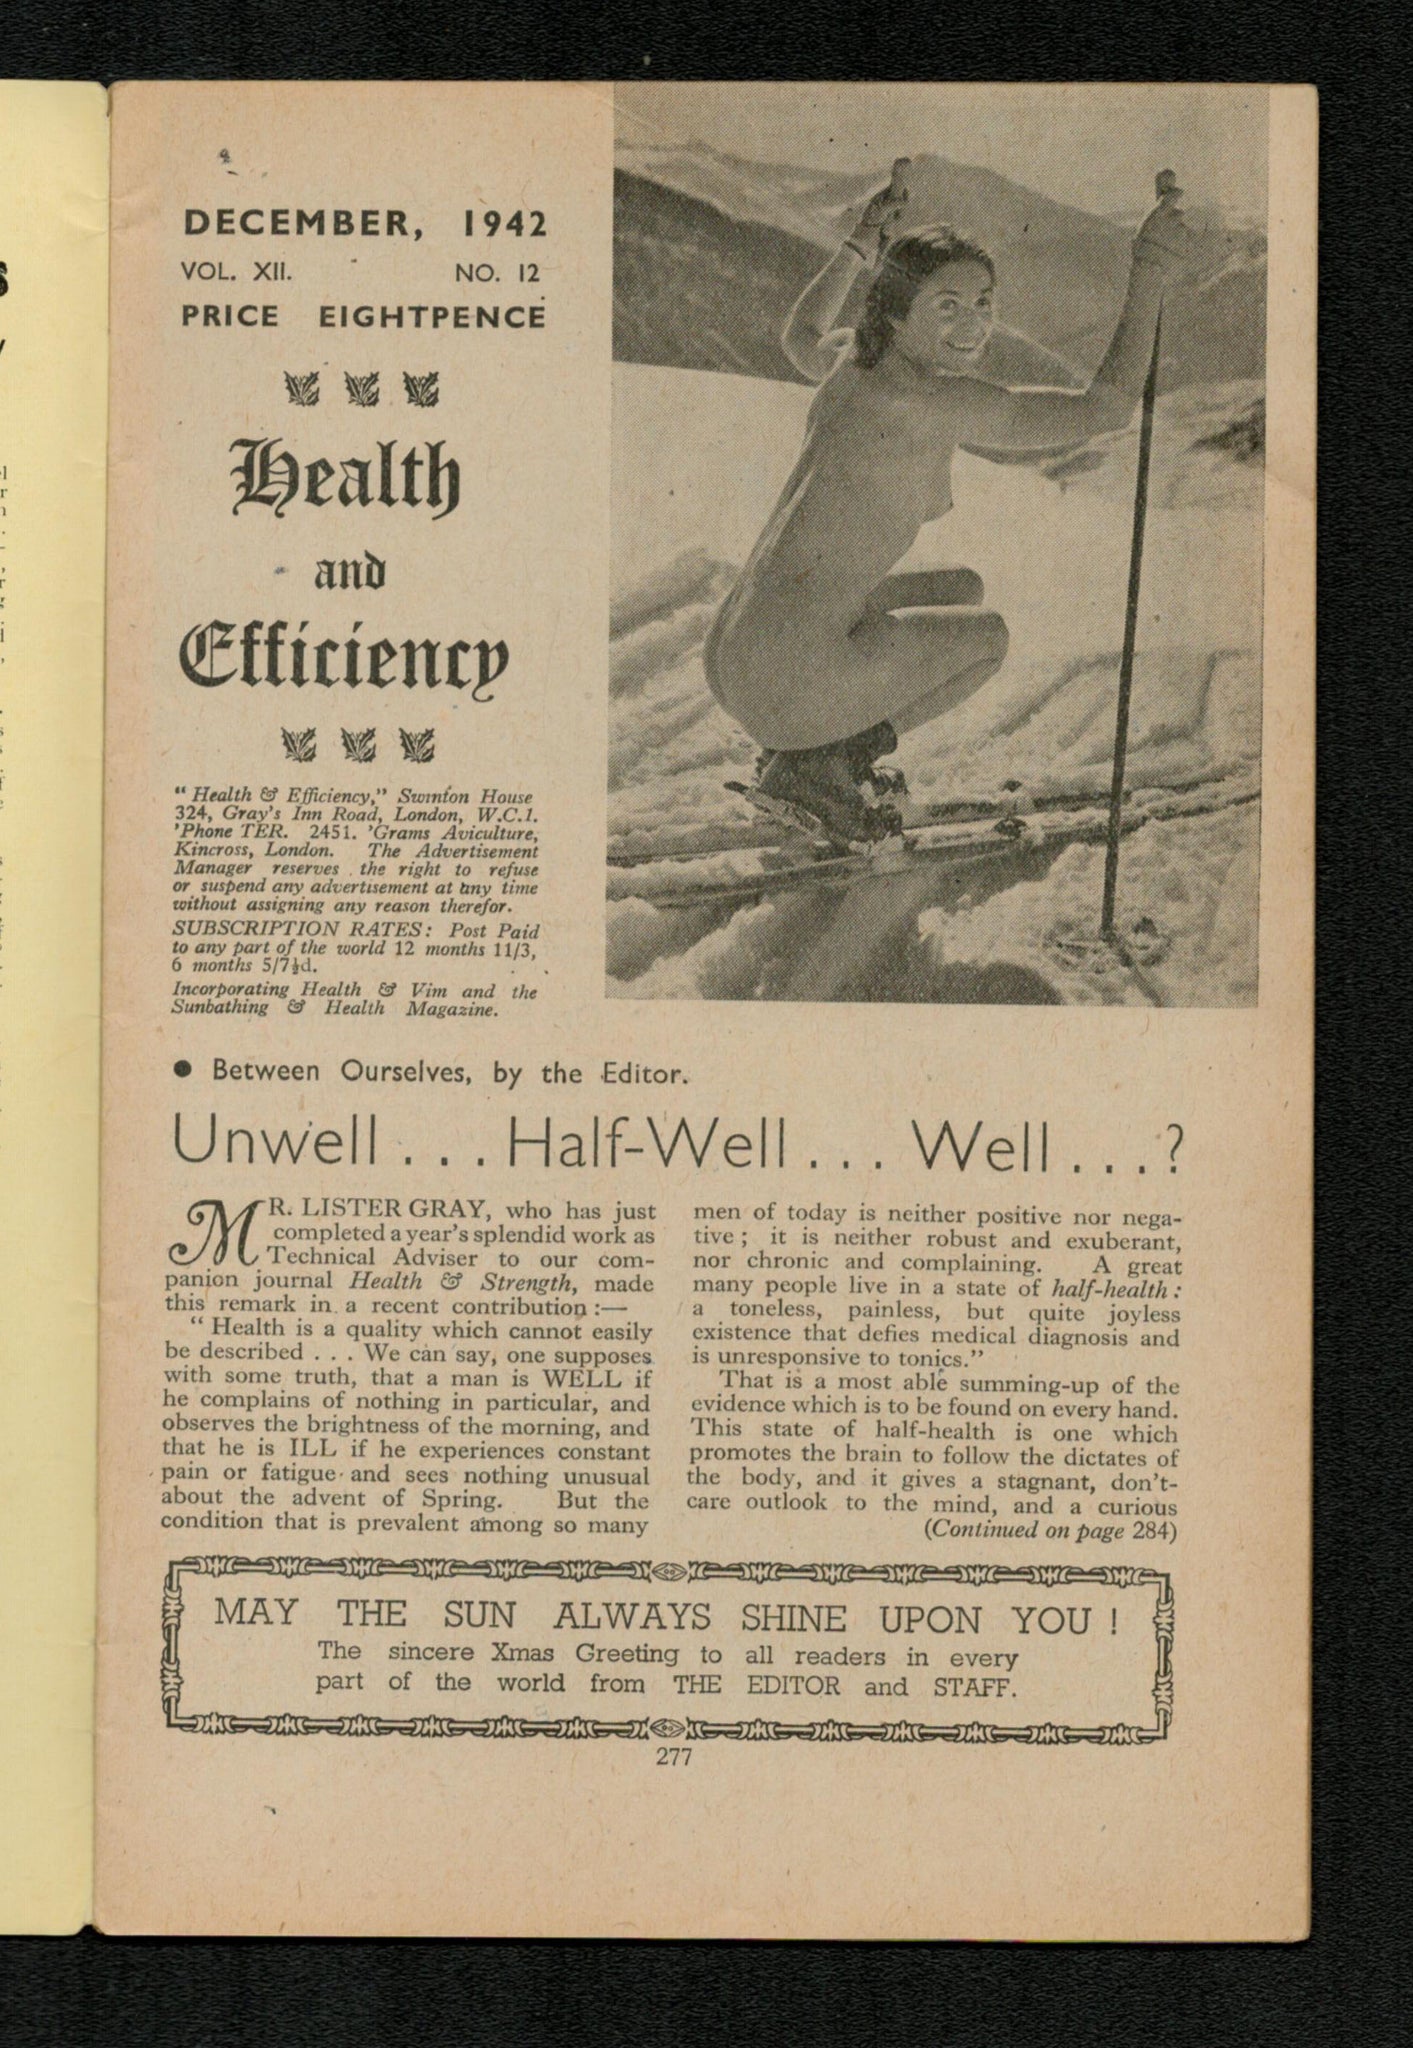 DECEMBER, 1942
VOL. XII. NO. 12
PRICE EIGHTPENCE
Health
and
Efficiency
"Health & Efficiency," Swinton House
324, Gray's Inn Road, London, W.C.1.
'Phone TER. 2451. 'Grams Aviculture,
Kincross, London. The Advertisement
Manager reserves the right to refuse
or suspend any advertisement at any time
without assigning any reason therefor.
SUBSCRIPTION RATES: Post Paid
to any part of the world 12 months 11/3,
6 months 5/7½d.
Incorporating Health & Vim and the
Sunbathing & Health Magazine.
● Between Ourselves, by the Editor.
Unwell . . . Half-Well . . . Well . . . ?
MR. LISTER GRAY, who has just
completed a year's splendid work as
Technical Adviser to our com-
panion journal Health & Strength, made
this remark in a recent contribution :—
"Health is a quality which cannot easily
be described . . . We can say, one supposes
with some truth, that a man is WELL if
he complains of nothing in particular, and
observes the brightness of the morning, and
that he is ILL if he experiences constant
pain or fatigue and sees nothing unusual
about the advent of Spring. But the
condition that is prevalent among so many
men of today is neither positive nor nega-
tive ; it is neither robust and exuberant,
nor chronic and complaining. A great
many people live in a state of half-health :
a toneless, painless, but quite joyless
existence that defies medical diagnosis and
is unresponsive to tonics."
That is a most able summing-up of the
evidence which is to be found on every hand.
This state of half-health is one which
promotes the brain to follow the dictates of
the body, and it gives a stagnant, don't-
care outlook to the mind, and a curious
(Continued on page 284)
MAY THE SUN ALWAYS SHINE UPON YOU !
The sincere Xmas Greeting to all readers in every
part of the world from THE EDITOR and STAFF.
277